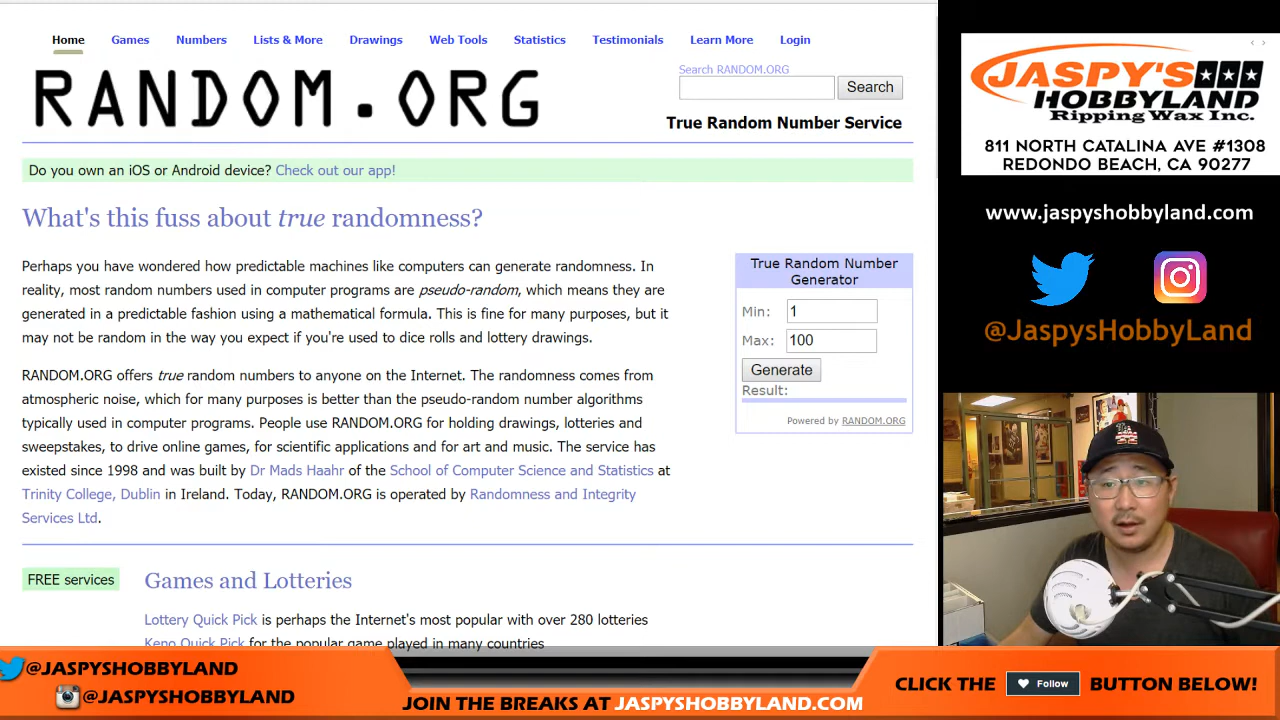 Home Games Numbers Lists & More Drawings Web Tools Statistics Testimonials Learn More Login
RANDOM.ORG
Search RANDOM.ORG
Search
True Random Number Service
Do you own an iOS or Android device? Check out our app!
What's this fuss about true randomness?
Perhaps you have wondered how predictable machines like computers can generate randomness. In
reality, most random numbers used in computer programs are pseudo-random, which means they are
generated in a predictable fashion using a mathematical formula. This is fine for many purposes, but it
may not be random in the way you expect if you're used to dice rolls and lottery drawings.
RANDOM.ORG offers true random numbers to anyone on the Internet. The randomness comes from
atmospheric noise, which for many purposes is better than the pseudo-random number algorithms
typically used in computer programs. People use RANDOM.ORG for holding drawings, lotteries and
sweepstakes, to drive online games, for scientific applications and for art and music. The service has
existed since 1998 and was built by Dr Mads Haahr of the School of Computer Science and Statistics at
Trinity College, Dublin in Ireland. Today, RANDOM.ORG is operated by Randomness and Integrity
Services Ltd.
True Random Number
Generator
Min: 1
Max: 100
Generate
Result:
Powered by RANDOM.ORG
FREE services
Games and Lotteries
Lottery Quick Pick is perhaps the Internet's most popular with over 280 lotteries
Keno Quick Pick for the popular game played in many countries
JASPY'S
HOBBYLAND
Ripping Wax Inc.
811 NORTH CATALINA AVE #1308
REDONDO BEACH, CA 90277
www.jaspyshobbyland.com
@JaspysHobbyLand
@JASPYSHOBBYLAND
@JASPYSHOBBYLAND
JOIN THE BREAKS AT JASPYSHOBBYLAND.COM
CLICK THE Follow BUTTON BELOW!